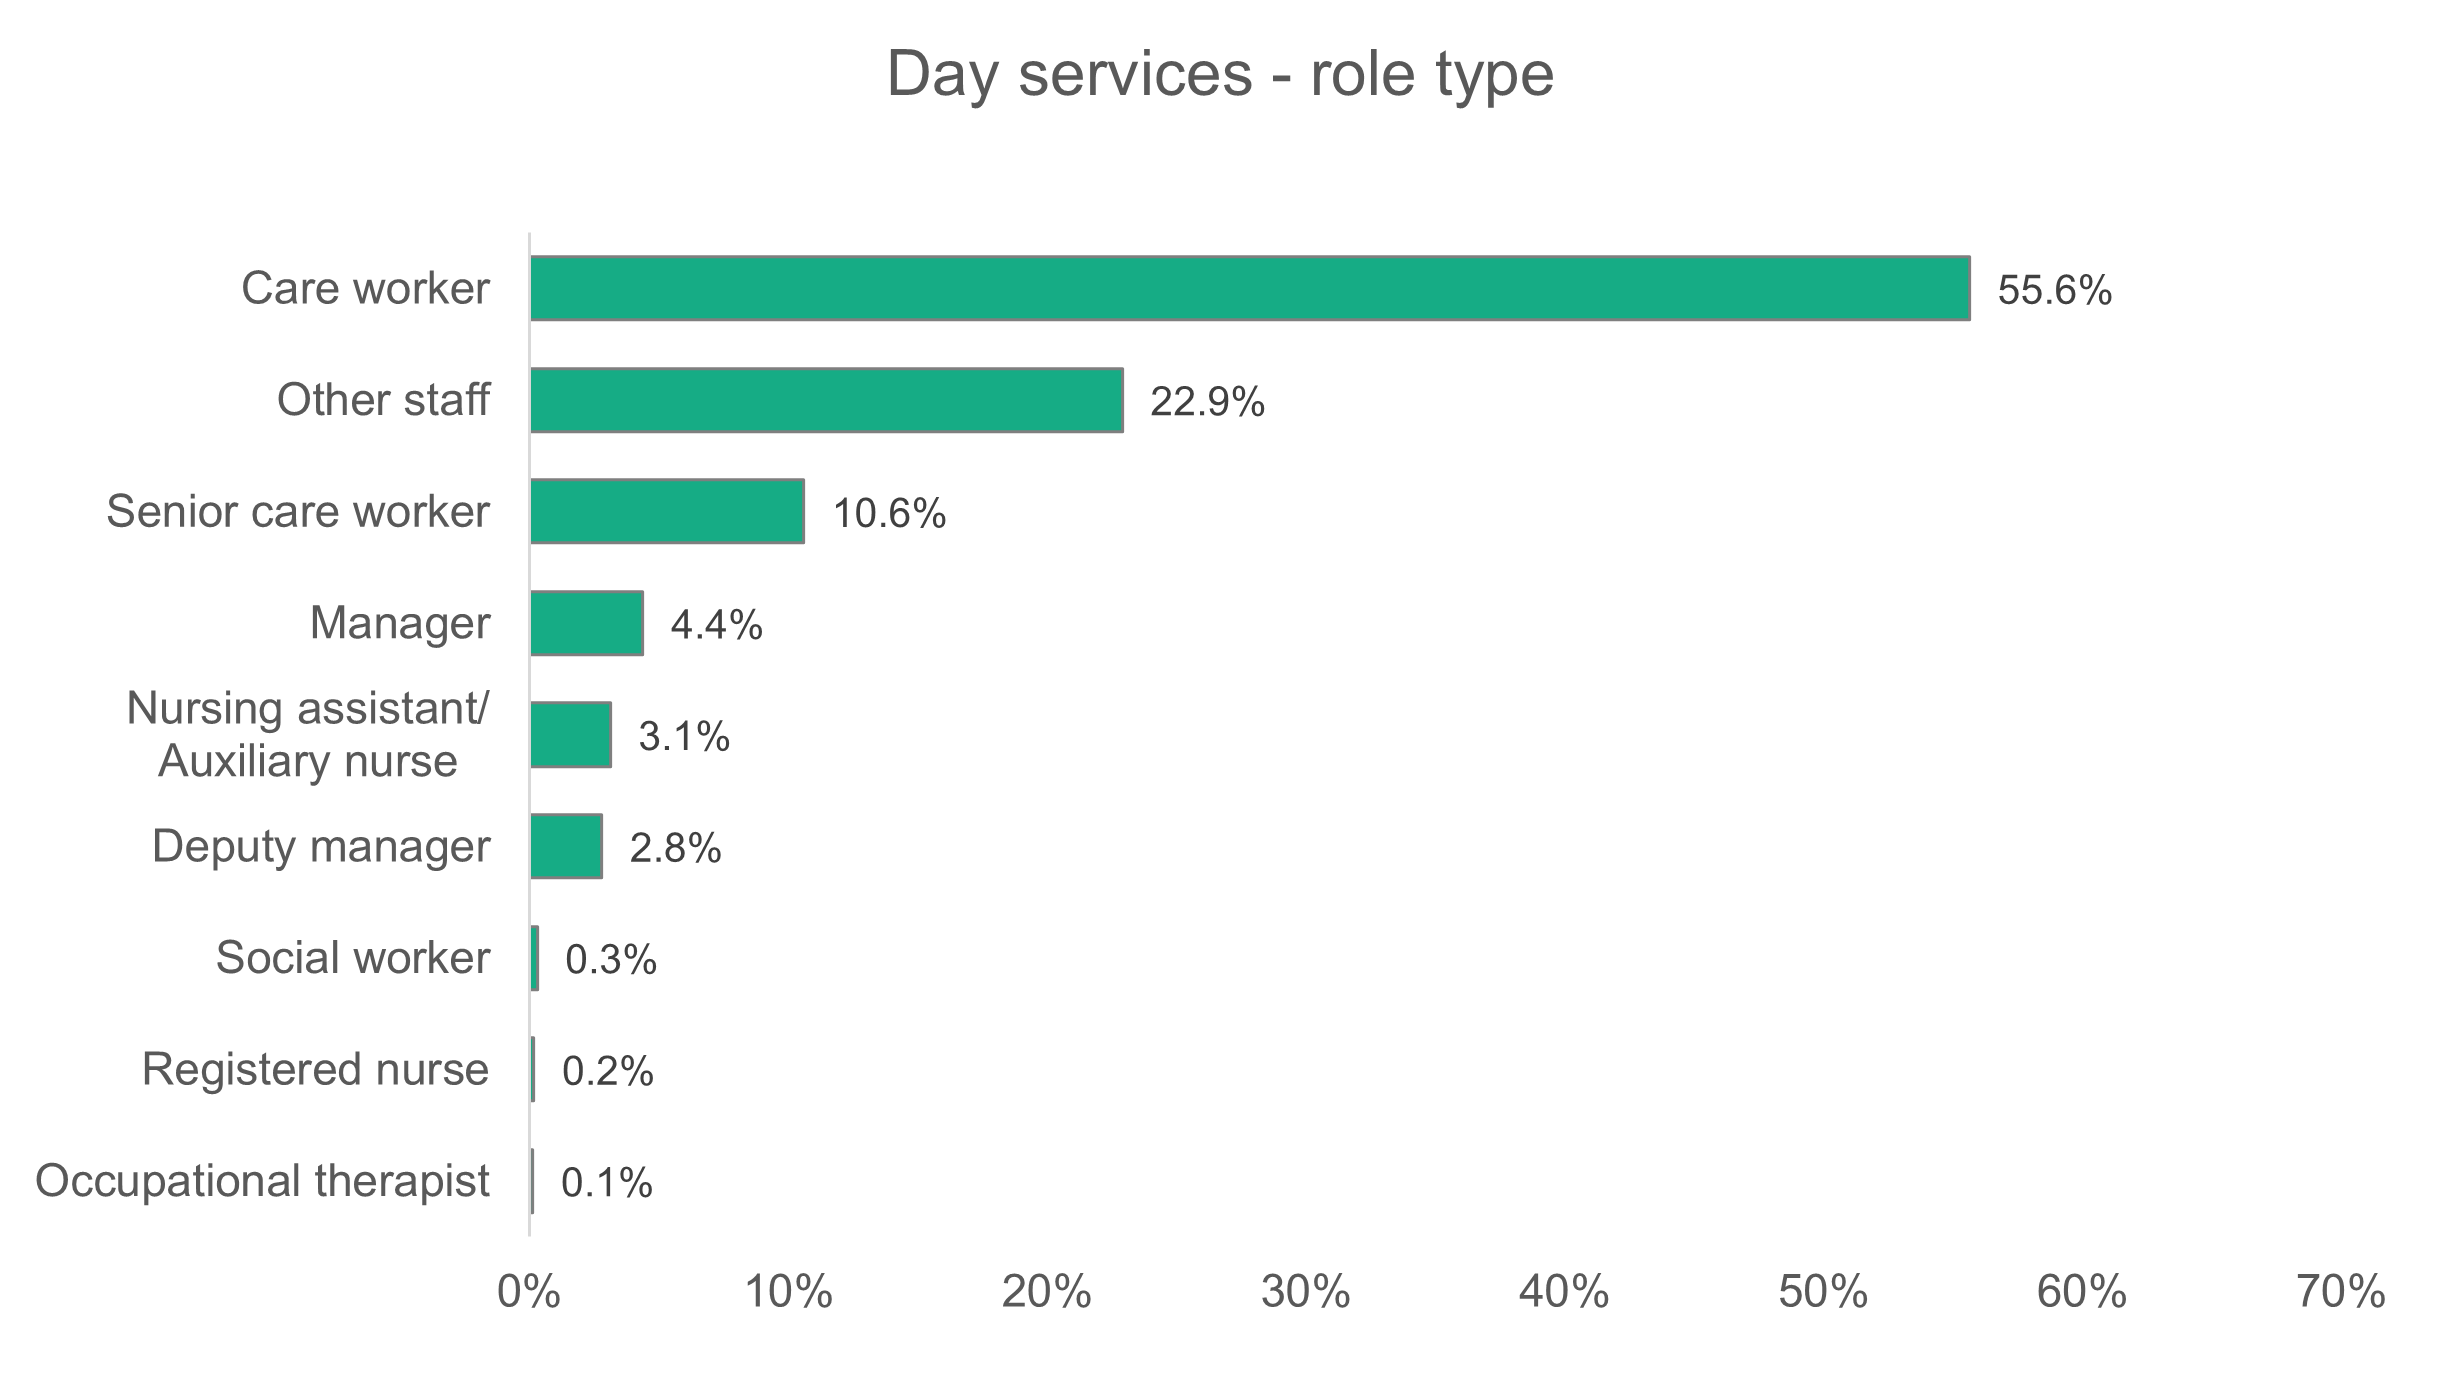 Day services - role type
Care worker
55.6%
Other staff
22.9%
Senior care worker
10.6%
Manager
4.4%
Nursing assistant/
Auxiliary nurse
3.1%
Deputy manager
2.8%
Social worker
0.3%
Registered nurse
0.2%
Occupational therapist
0.1%
0% 10% 20% 30% 40% 50% 60% 70%